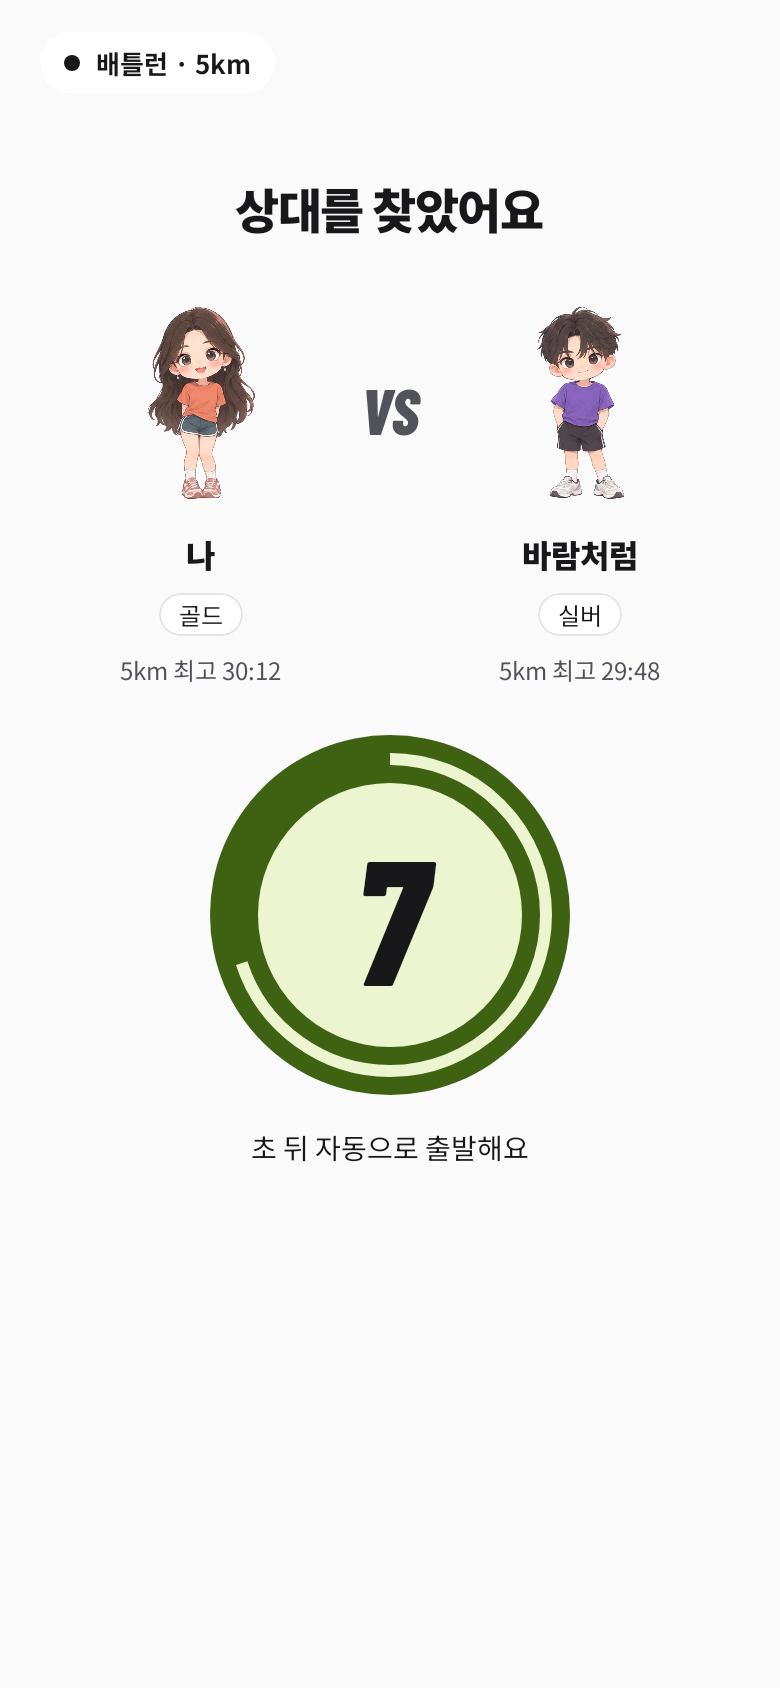 배틀런 · 5km
상대를 찾았어요
VS
나
바람처럼
골드
실버
5km 최고 30:12
5km 최고 29:48
7
초 뒤 자동으로 출발해요